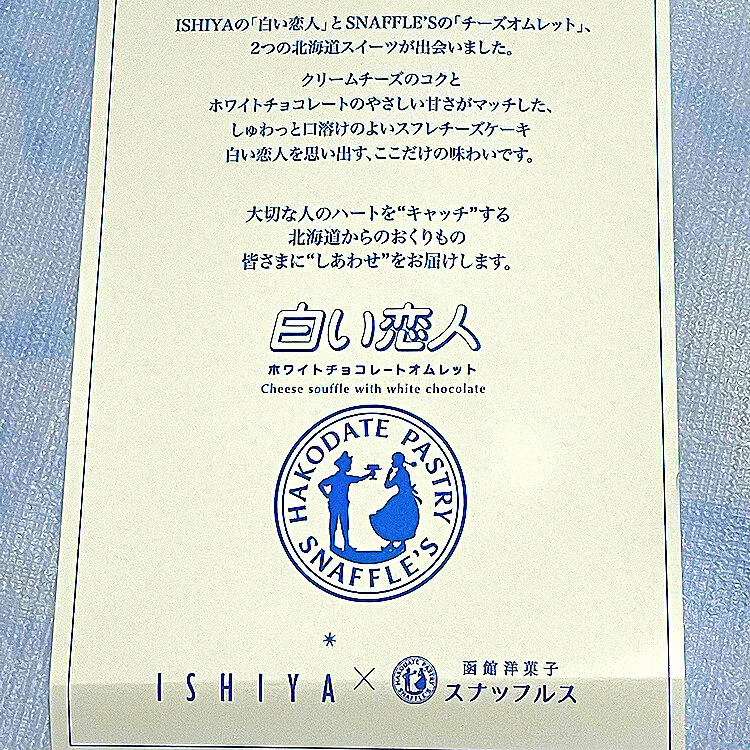 ISHIYAの「白い恋人」とSNAFFLE'Sの「チーズオムレット」、
2つの北海道スイーツが出会いました。
クリームチーズのコクと
ホワイトチョコレートのやさしい甘さがマッチした、
しゅわっと口溶けのよいスフレチーズケーキ
白い恋人を思い出す、ここだけの味わいです。
大切な人のハートを“キャッチ”する
北海道からのおくりもの
皆さまに“しあわせ”をお届けします。
白い恋人
ホワイトチョコレートオムレット
Cheese souffle with white chocolate
HAKODATE PASTRY
SNAFFLE'S
ISHIYA × HAKODATE PASTRY SNAFFLE'S 函館洋菓子
スナッフルス